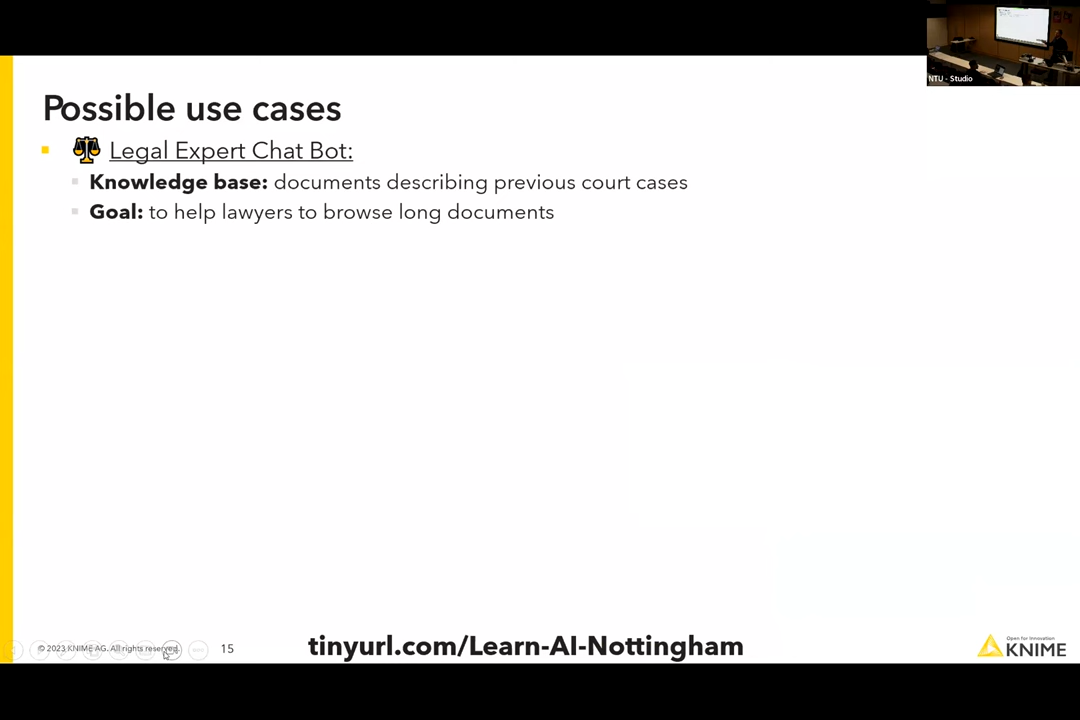 NTU - Studio
Possible use cases
Legal Expert Chat Bot:
Knowledge base: documents describing previous court cases
Goal: to help lawyers to browse long documents
© 2023 KNIME AG. All rights reserved.
15
tinyurl.com/Learn-AI-Nottingham
Open for Innovation
KNIME